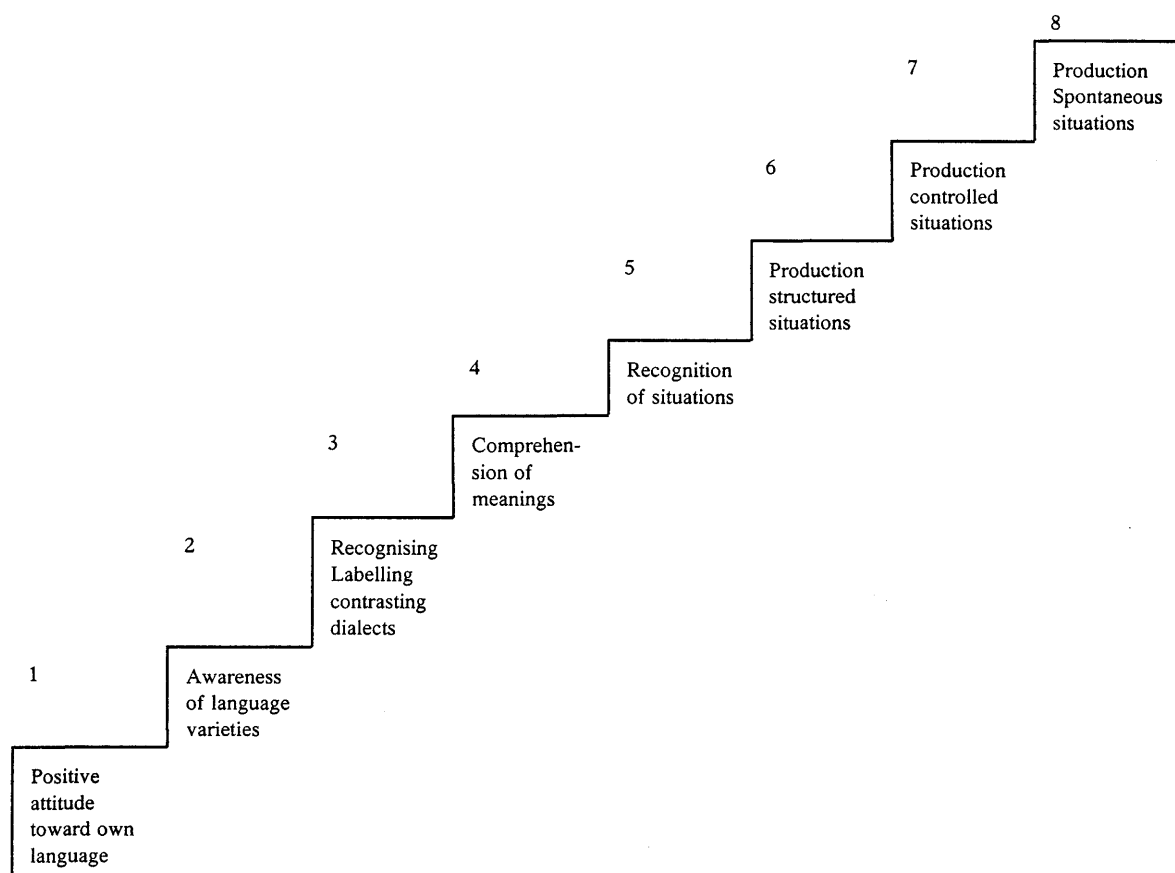 8
Production
Spontaneous
situations
7
Production
controlled
situations
6
Production
structured
situations
5
Recognition
of situations
4
Comprehen-
sion of
meanings
3
Recognising
Labelling
contrasting
dialects
2
Awareness
of language
varieties
1
Positive
attitude
toward own
language